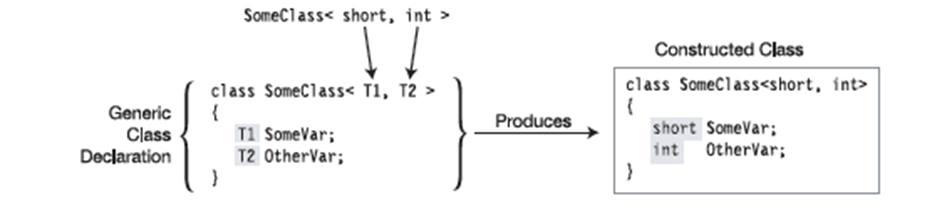 SomeClass< short, int >
Generic
Class
Declaration
class SomeClass< T1, T2 >
{
T1 SomeVar;
T2 OtherVar;
}
Produces
Constructed Class
class SomeClass<short, int>
{
short SomeVar;
int OtherVar;
}